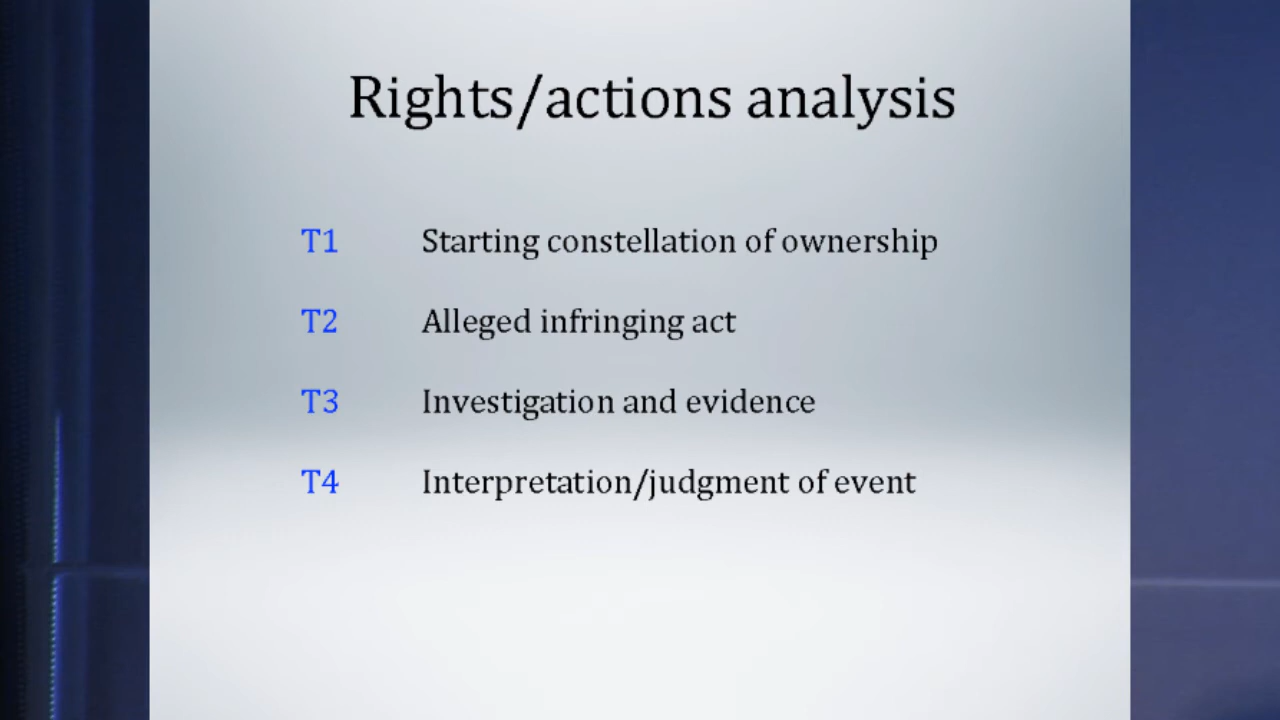 Rights/actions analysis
T1 Starting constellation of ownership
T2 Alleged infringing act
T3 Investigation and evidence
T4 Interpretation/judgment of event